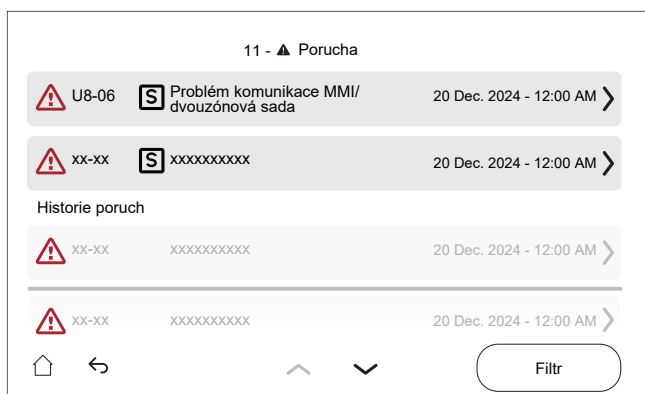 11 - Porucha
U8-06 S Problém komunikace MMI/ 20 Dec. 2024 - 12:00 AM
dvouzónová sada
xx-xx S xxxxxxxxxx 20 Dec. 2024 - 12:00 AM
Historie poruch
xx-xx xxxxxxxxxx 20 Dec. 2024 - 12:00 AM
xx-xx xxxxxxxxxx 20 Dec. 2024 - 12:00 AM
Filtr